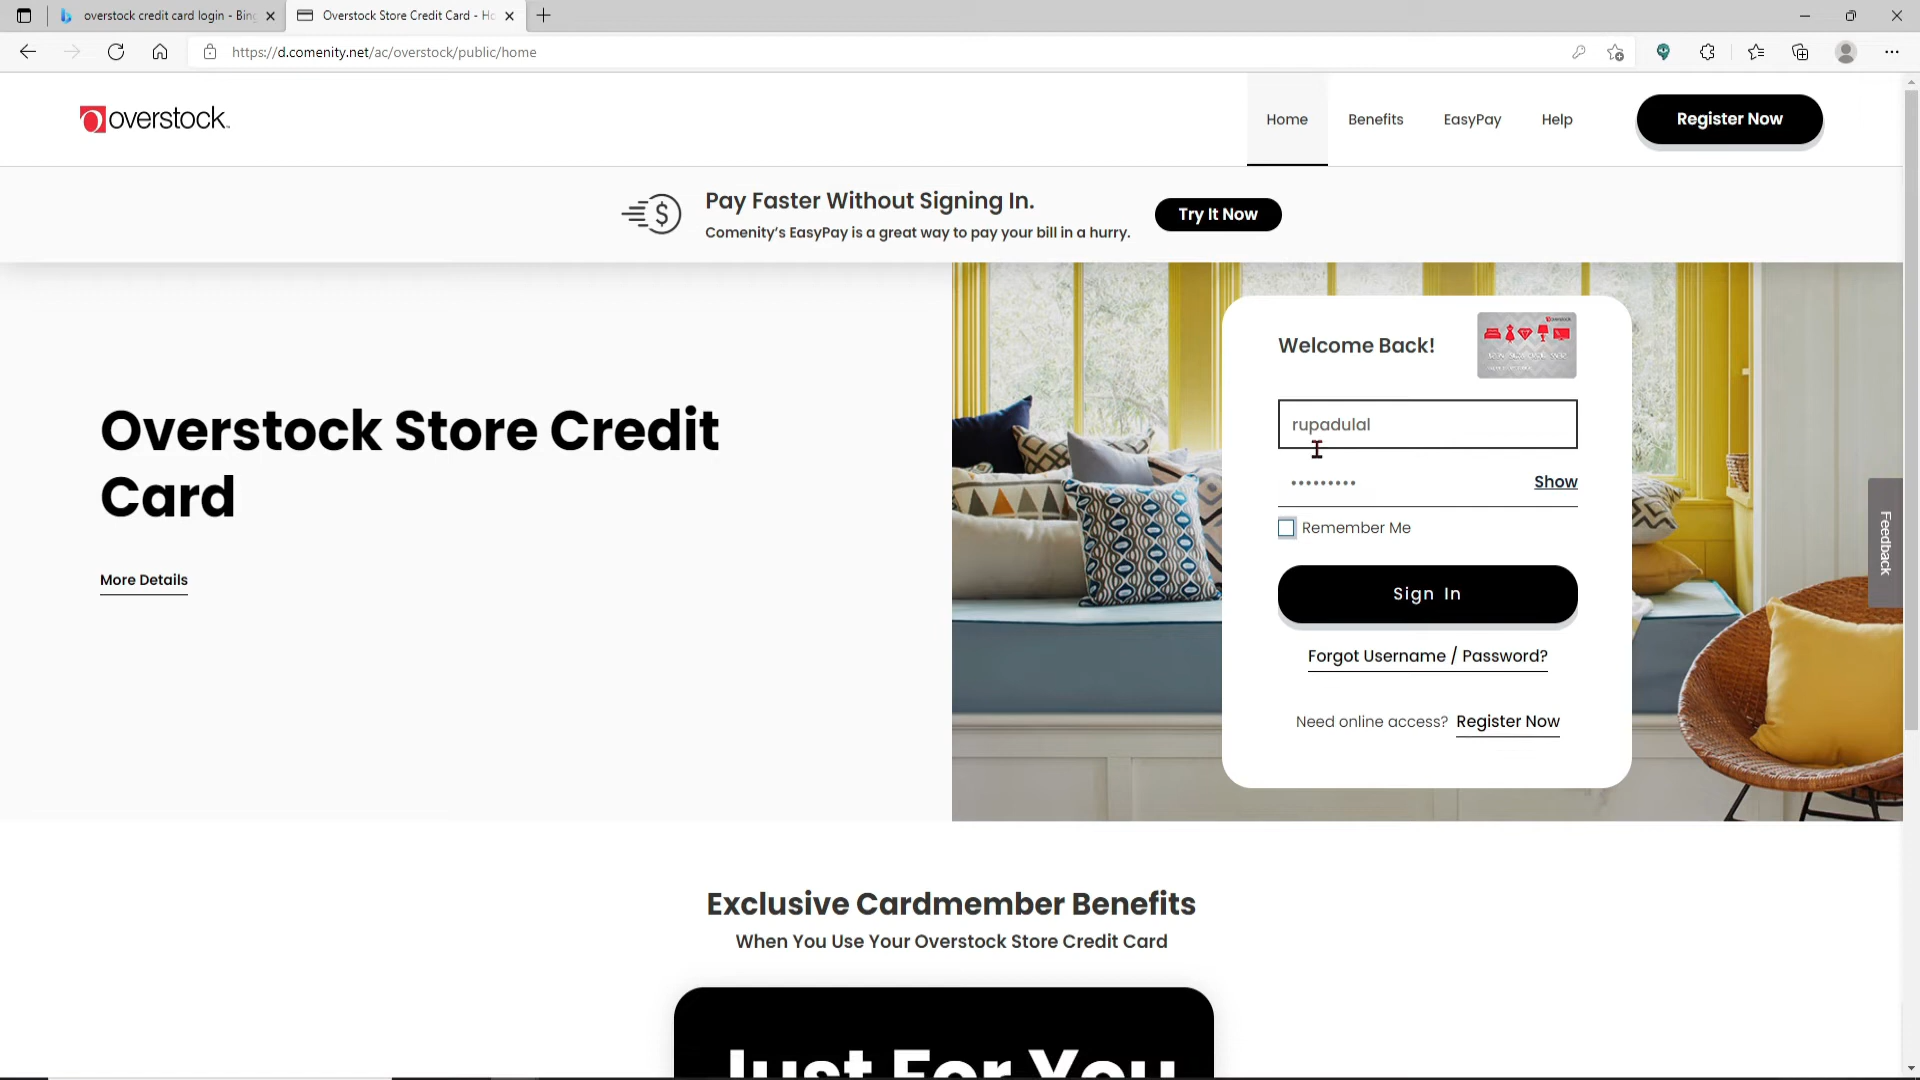 overstock credit card login - Bing
Overstock Store Credit Card - Ho
https://d.comenity.net/ac/overstock/public/home
overstock™
Home
Benefits
EasyPay
Help
Register Now
Pay Faster Without Signing In.
Comenity’s EasyPay is a great way to pay your bill in a hurry.
Try It Now
Overstock Store Credit
Card
More Details
Welcome Back!
overstock
rupadulal
•••••••••
Show
Remember Me
Sign In
Forgot Username / Password?
Need online access? Register Now
Feedback
Exclusive Cardmember Benefits
When You Use Your Overstock Store Credit Card
Just For You